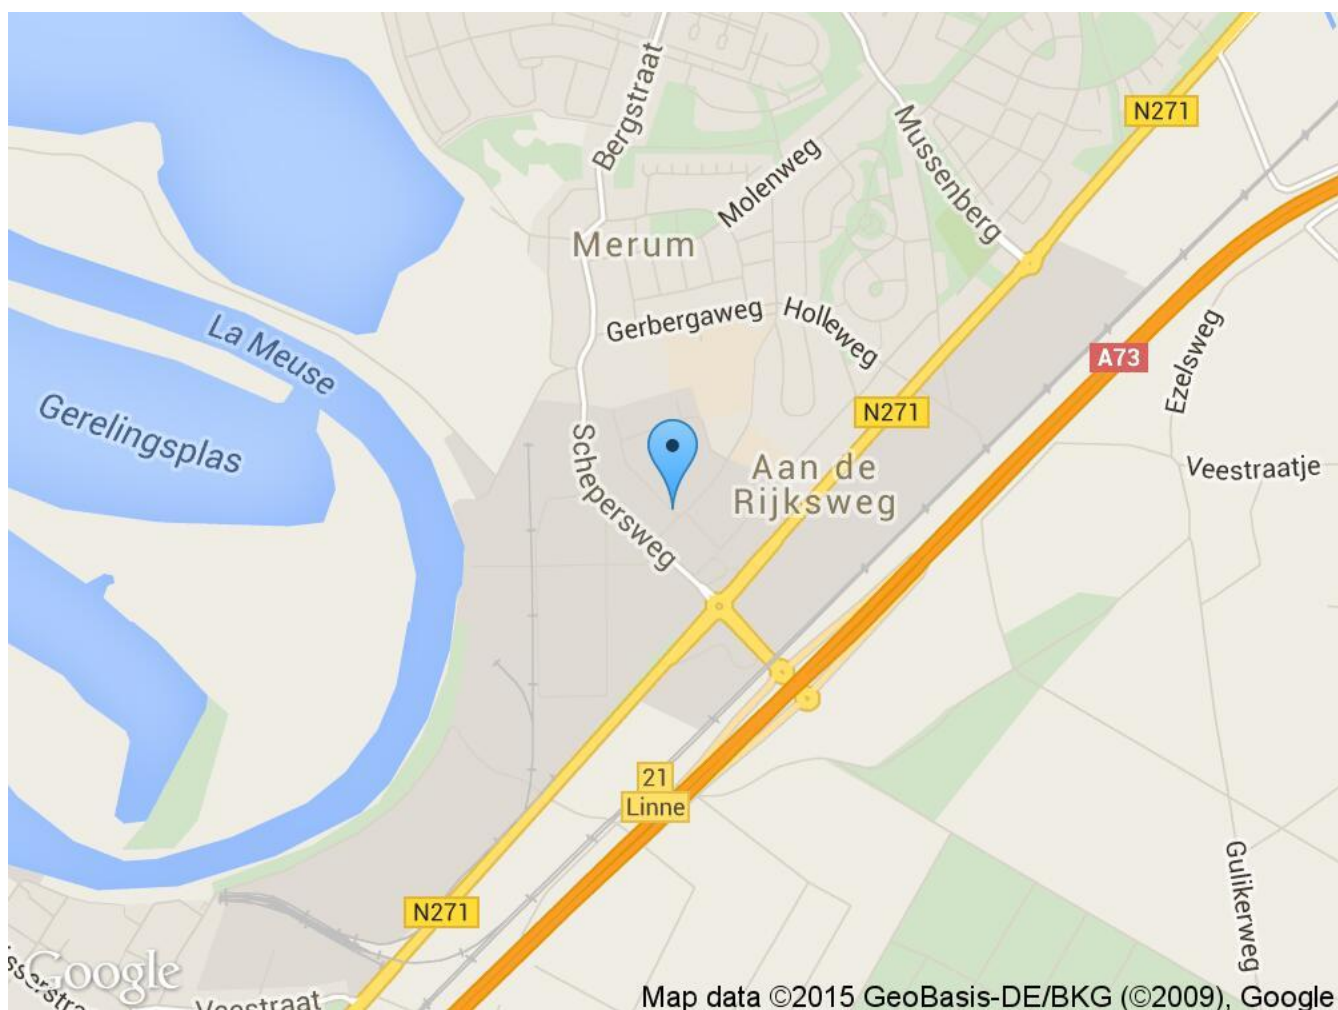 N271
Bergstraat
Mussenberg
Molenweg
Merum
Gerbergaweg
Holleweg
La Meuse
A73
Ezelsweg
Gerelingsplas
N271
Schepersweg
Aan de
Rijksweg
Veestraatje
21
Linne
Gulikerweg
N271
Google
Veestraat
Map data ©2015 GeoBasis-DE/BKG (©2009), Google